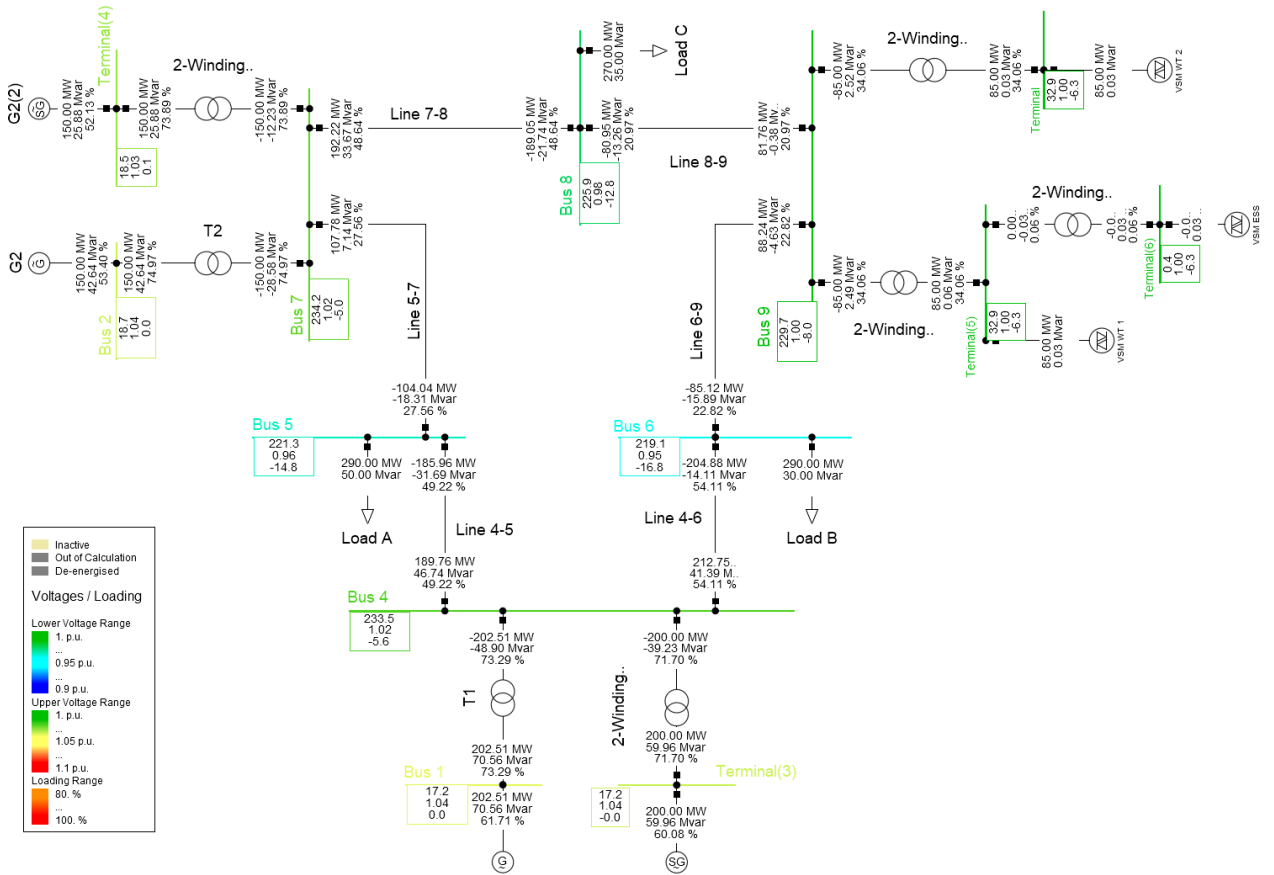 Terminal(4)
2-Winding..
G2(2)
SG
150.00 MW
25.88 Mvar
52.13 %
150.00 MW
25.88 Mvar
73.89 %
-150.00 MW
-12.23 Mvar
73.89 %
18.5
1.03
0.1
192.22 MW
33.67 Mvar
48.64 %
Line 7-8
-189.05 MW
-21.74 Mvar
48.64 %
270.00 MW
35.00 Mvar
Load C
-80.95 MW
-13.26 Mvar
20.97 %
Bus 8
225.9
0.98
-12.8
Line 8-9
81.76 MW
-0.38 Mv..
20.97 %
-85.00 MW
2.52 Mvar
34.06 %
2-Winding..
85.00 MW
0.03 Mvar
34.06 %
32.9
1.00
-6.3
Terminal
85.00 MW
0.03 Mvar
VSM WT 2
G2
G
150.00 MW
42.64 Mvar
53.40 %
150.00 MW
42.64 Mvar
74.97 %
T2
-150.00 MW
-28.58 Mvar
74.97 %
Bus 2
18.7
1.04
0.0
107.78 MW
7.14 Mvar
27.56 %
Bus 7
234.2
1.02
-5.0
Line 5-7
88.24 MW
-4.63 Mvar
22.82 %
Line 6-9
Bus 9
229.7
1.00
-8.0
-85.00 MW
2.49 Mvar
34.06 %
2-Winding..
85.00 MW
0.06 Mvar
34.06 %
0.00..
-0.03..
0.06 %
2-Winding..
-0.0..
0.03..
0.06 %
-0.0..
0.03..
VSM ESS
Terminal(6)
0.4
1.00
-6.3
Terminal(5)
32.9
1.00
-6.3
85.00 MW
0.03 Mvar
VSM WT 1
-104.04 MW
-18.31 Mvar
27.56 %
-85.12 MW
-15.89 Mvar
22.82 %
Bus 5
221.3
0.96
-14.8
290.00 MW
50.00 Mvar
-185.96 MW
-31.69 Mvar
49.22 %
Bus 6
219.1
0.95
-16.8
-204.88 MW
-14.11 Mvar
54.11 %
290.00 MW
30.00 Mvar
Load A
Line 4-5
Line 4-6
Load B
189.76 MW
46.74 Mvar
49.22 %
212.75..
41.39 M..
54.11 %
Bus 4
233.5
1.02
-5.6
-202.51 MW
-48.90 Mvar
73.29 %
-200.00 MW
-39.23 Mvar
71.70 %
T1
2-Winding..
202.51 MW
70.56 Mvar
73.29 %
200.00 MW
59.96 Mvar
71.70 %
Bus 1
17.2
1.04
0.0
202.51 MW
70.56 Mvar
61.71 %
G
Terminal(3)
17.2
1.04
-0.0
200.00 MW
59.96 Mvar
60.08 %
SG
Inactive
Out of Calculation
De-energised
Voltages / Loading
Lower Voltage Range
1. p.u.
...
0.95 p.u.
...
0.9 p.u.
Upper Voltage Range
1. p.u.
...
1.05 p.u.
...
1.1 p.u.
Loading Range
80. %
...
100. %